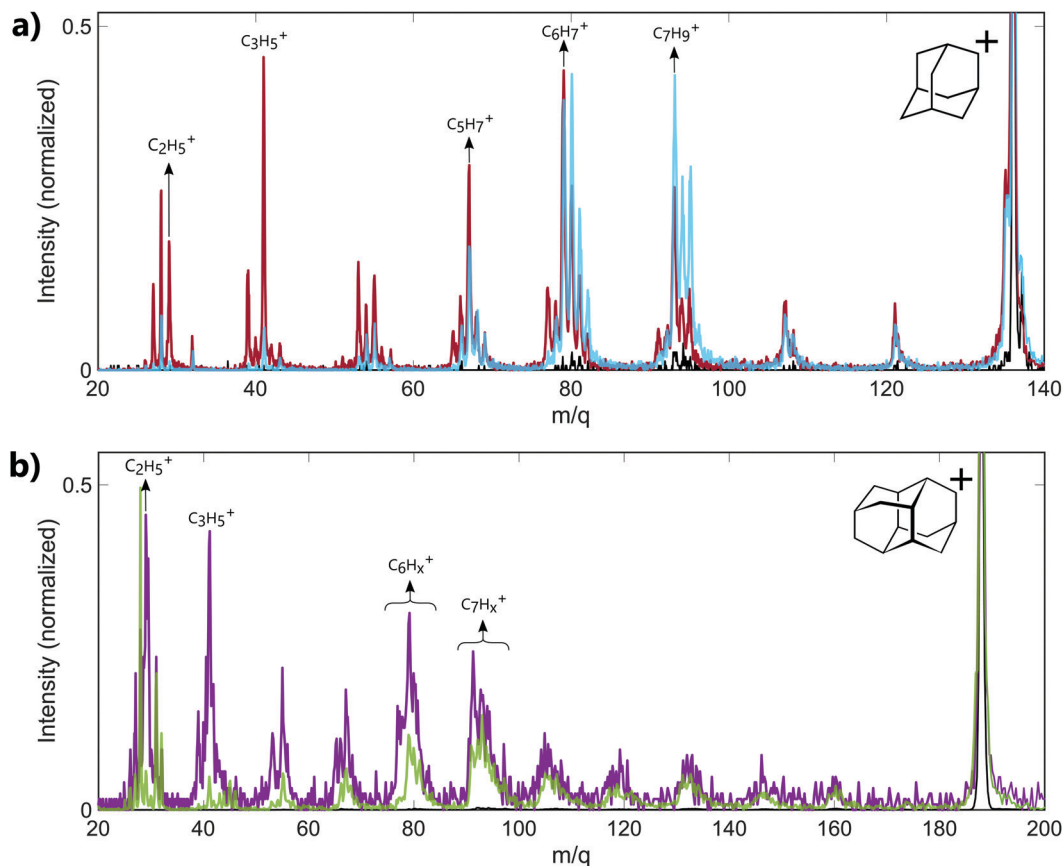 a)
0.5
0
Intensity (normalized)
C₂H₅⁺
C₃H₅⁺
C₅H₇⁺
C₆H₇⁺
C₇H₉⁺
+
20 40 60 80 100 120 140
m/q
b)
0.5
0
Intensity (normalized)
C₂H₅⁺
C₃H₅⁺
C₆Hₓ⁺
C₇Hₓ⁺
+
20 40 60 80 100 120 140 160 180 200
m/q